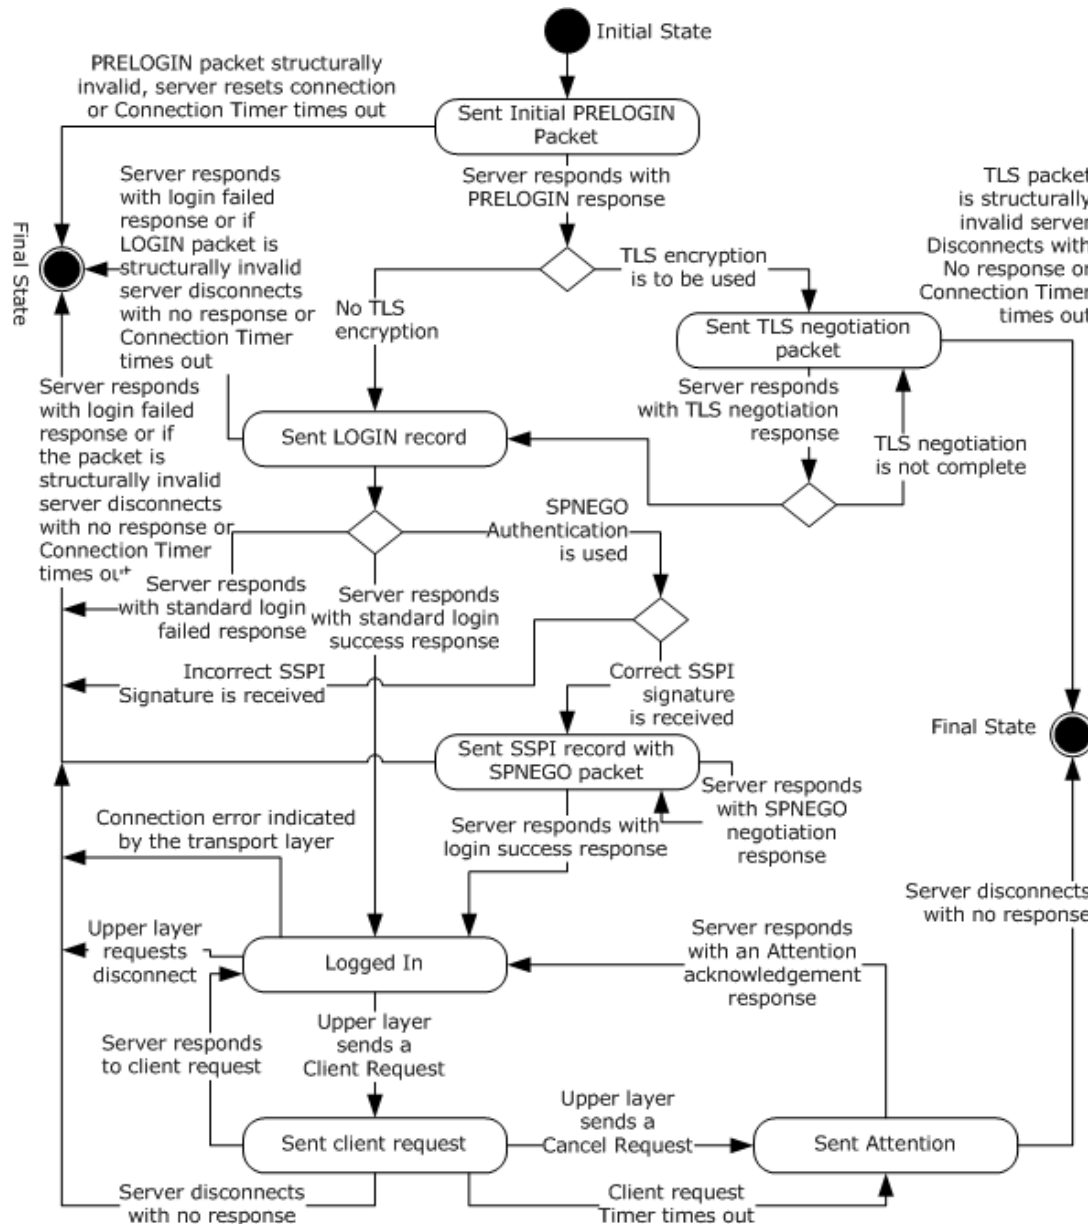 Initial State
PRELOGIN packet structurally
invalid, server resets connection
or Connection Timer times out
Sent Initial PRELOGIN
Packet
Server responds with
PRELOGIN response
Server responds
with login failed
response or if
LOGIN packet is
structurally invalid
server disconnects
with no response or
Connection Timer
times out
Final State
TLS encryption
is to be used
TLS packet
is structurally
invalid server
Disconnects with
No response or
Connection Timer
times out
No TLS
encryption
Sent TLS negotiation
packet
Server responds
with TLS negotiation
response
TLS negotiation
is not complete
Server responds
with login failed
response or if
the packet is
structurally invalid
server disconnects
with no response or
Connection Timer
times out
Sent LOGIN record
SPNEGO
Authentication
is used
Server responds
with standard login
failed response
Server responds
with standard login
success response
Incorrect SSPI
Signature is received
Correct SSPI
signature
is received
Sent SSPI record with
SPNEGO packet
Final State
Server responds
with SPNEGO
negotiation
response
Connection error indicated
by the transport layer
Server responds with
login success response
Server disconnects
with no response
Upper layer
requests
disconnect
Logged In
Server responds
with an Attention
acknowledgement
response
Server responds
to client request
Upper layer
sends a
Client Request
Sent client request
Upper layer
sends a
Cancel Request
Sent Attention
Server disconnects
with no response
Client request
Timer times out